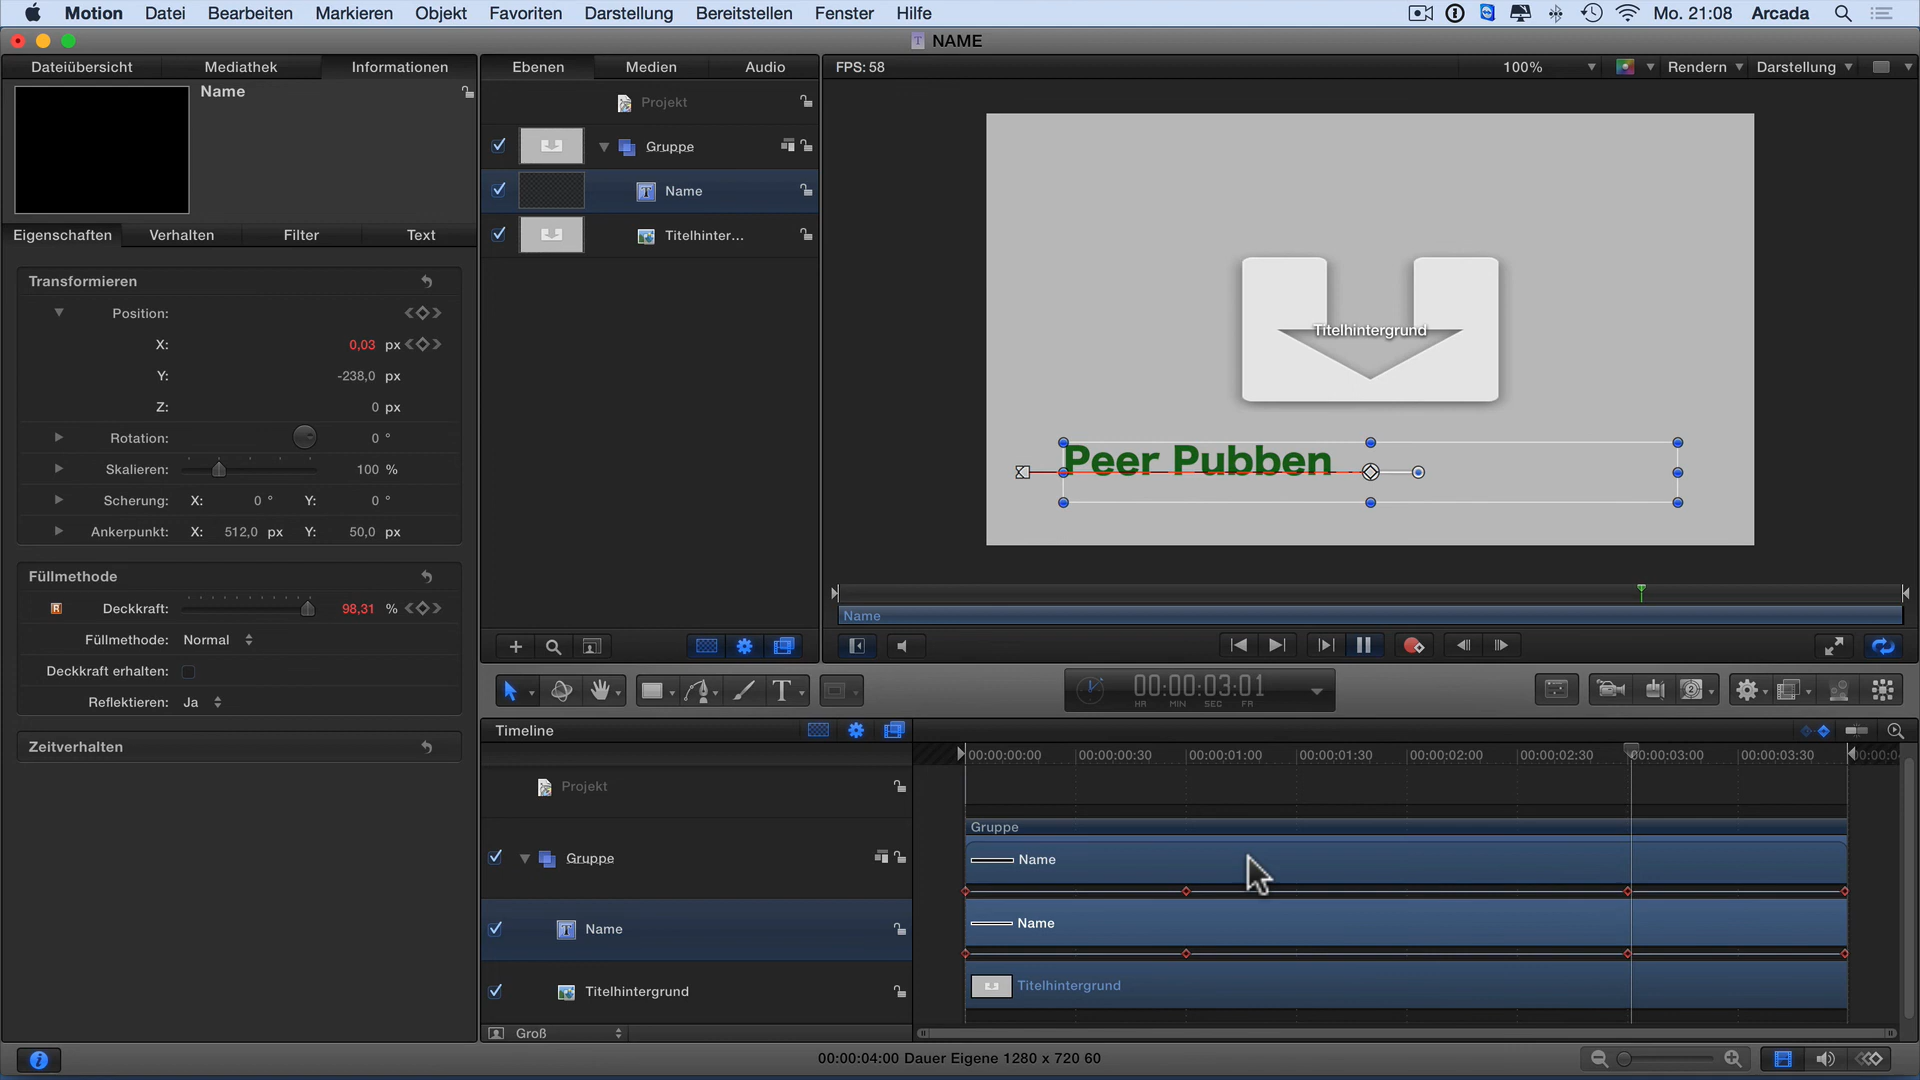 Motion Datei Bearbeiten Markieren Objekt Favoriten Darstellung Bereitstellen Fenster Hilfe Mo. 21:08 Arcada
NAME
Dateiübersicht Mediathek Informationen
Name
Eigenschaften Verhalten Filter Text
Transformieren
Position:
X: 0,03 px
Y: -238,0 px
Z: 0 px
Rotation: 0 °
Skalieren: 100 %
Scherung: X: 0 ° Y: 0 °
Ankerpunkt: X: 512,0 px Y: 50,0 px
Füllmethode
R Deckkraft: 98,31 %
Füllmethode: Normal
Deckkraft erhalten:
Reflektieren: Ja
Zeitverhalten
Ebenen Medien Audio
Projekt
Gruppe
Name
Titelhinter...
FPS: 58 100% Rendern Darstellung
Titelhintergrund
Peer Pubben
Name
00:00:03:01
HR MIN SEC FR
Timeline
00:00:00:00 00:00:00:30 00:00:01:00 00:00:01:30 00:00:02:00 00:00:02:30 00:00:03:00 00:00:03:30 00:00:0
Projekt
Gruppe
Gruppe
Name
Name
Name
Titelhintergrund
Titelhintergrund
Groß
00:00:04:00 Dauer Eigene 1280 x 720 60